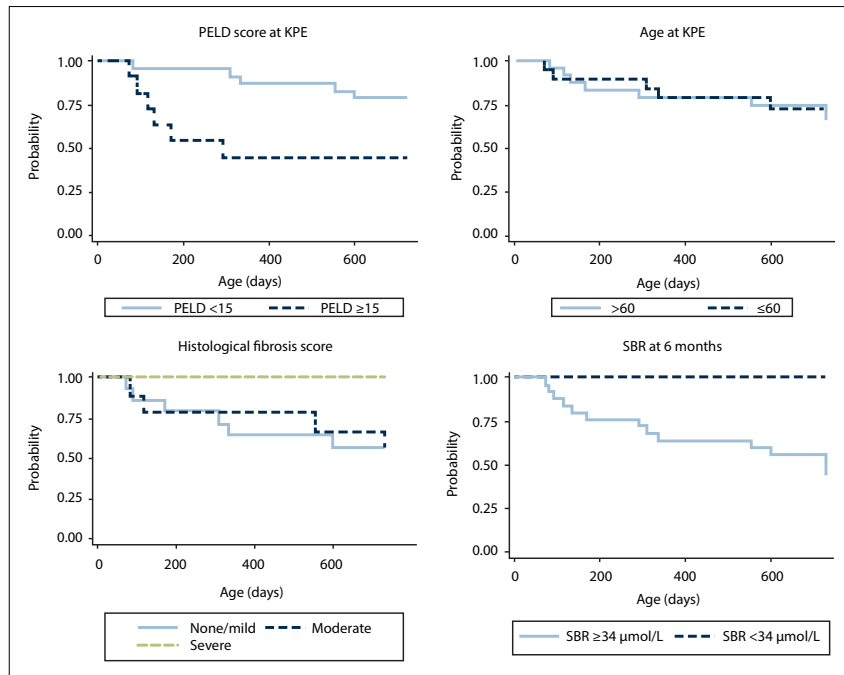 PELD score at KPE
1.00
0.75
0.50
0.25
0.00
Probability
0 200 400 600
Age (days)
PELD <15 PELD ≥15
Age at KPE
1.00
0.75
0.50
0.25
0.00
Probability
0 200 400 600
Age (days)
>60 ≤60
Histological fibrosis score
1.00
0.75
0.50
0.25
0.00
Probability
0 200 400 600
Age (days)
None/mild Moderate
Severe
SBR at 6 months
1.00
0.75
0.50
0.25
0.00
Probability
0 200 400 600
Age (days)
SBR ≥34 µmol/L SBR <34 µmol/L